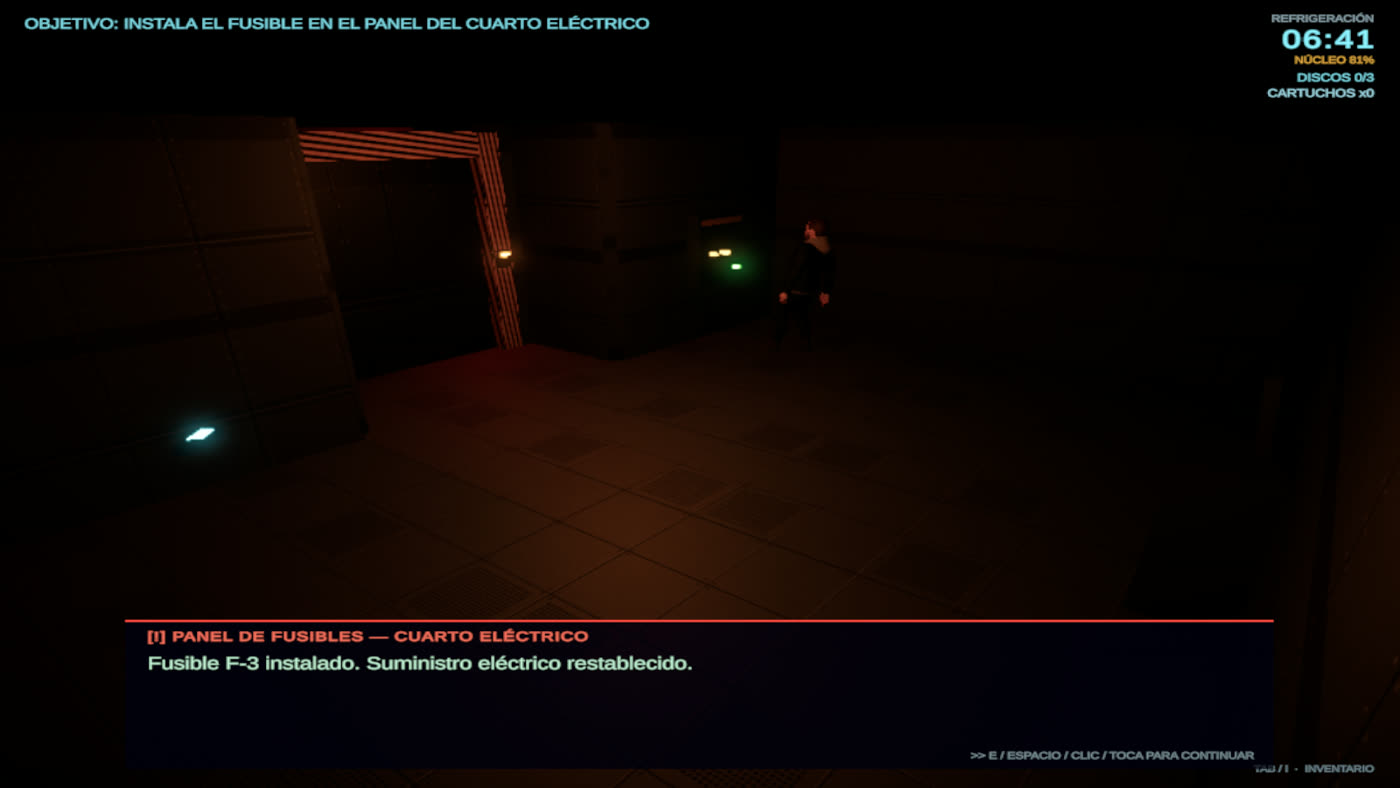 OBJETIVO: INSTALA EL FUSIBLE EN EL PANEL DEL CUARTO ELÉCTRICO
REFRIGERACIÓN
06:41
NÚCLEO 81%
DISCOS 0/3
CARTUCHOS x0
[!] PANEL DE FUSIBLES — CUARTO ELÉCTRICO
Fusible F-3 instalado. Suministro eléctrico restablecido.
>> E / ESPACIO / CLIC / TOCA PARA CONTINUAR
TAB / I - INVENTARIO